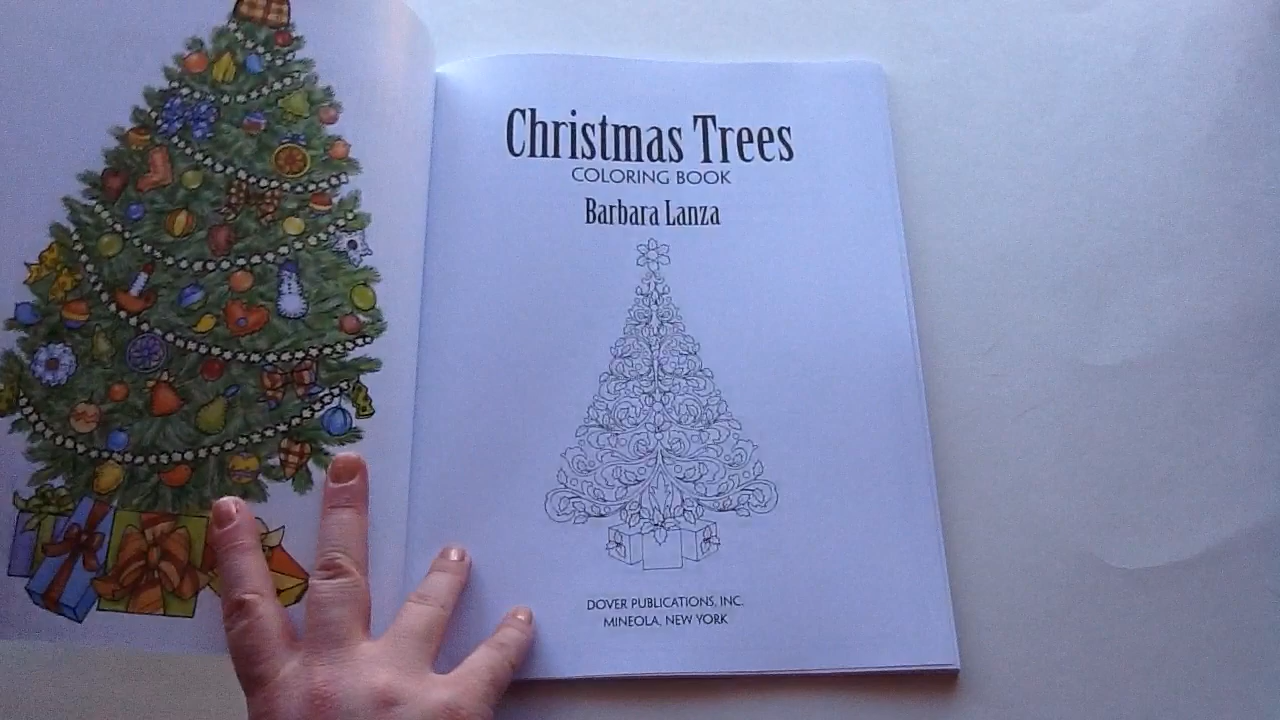 Christmas Trees
COLORING BOOK
Barbara Lanza
DOVER PUBLICATIONS, INC.
MINEOLA, NEW YORK